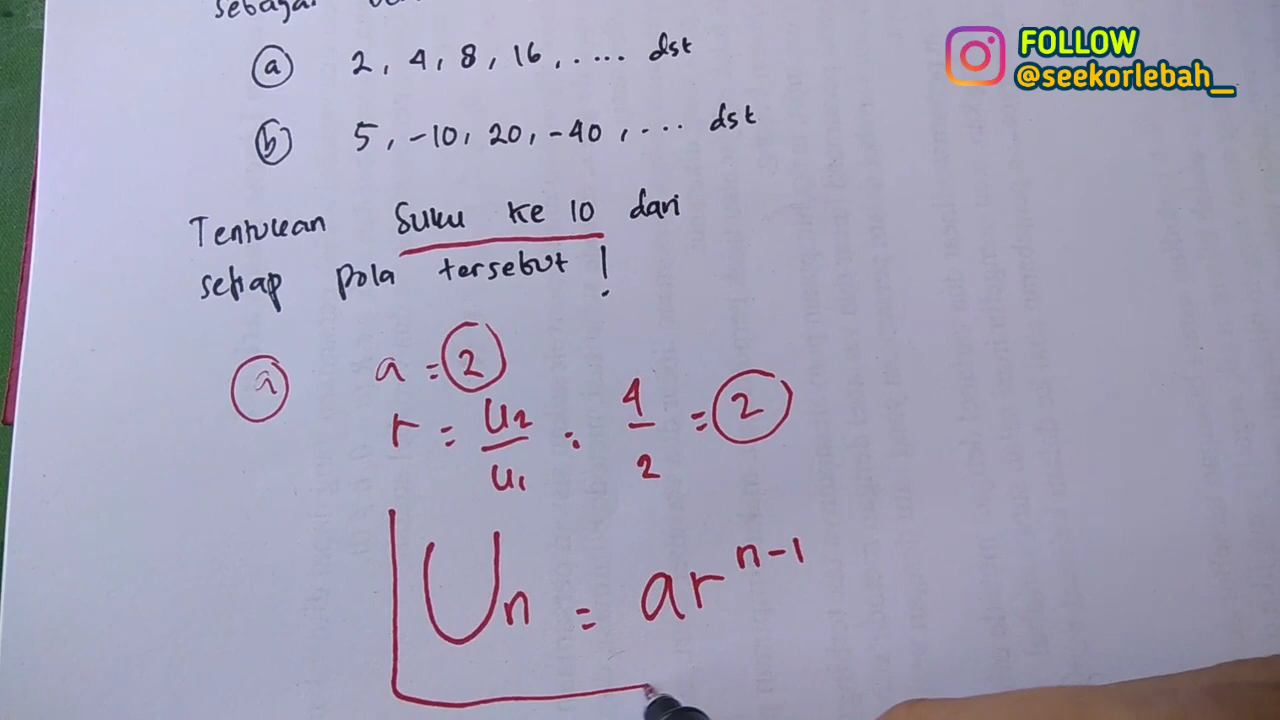 sebagai
(a) 2, 4, 8, 16, ..... dst
(b) 5, -10, 20, -40, ... dst
Tentukan Suku ke 10 dari
setiap pola tersebut !
(a) a = 2
r = U2/U1 = 4/2 = 2
Un = ar^(n-1)
FOLLOW
@seekorlebah_